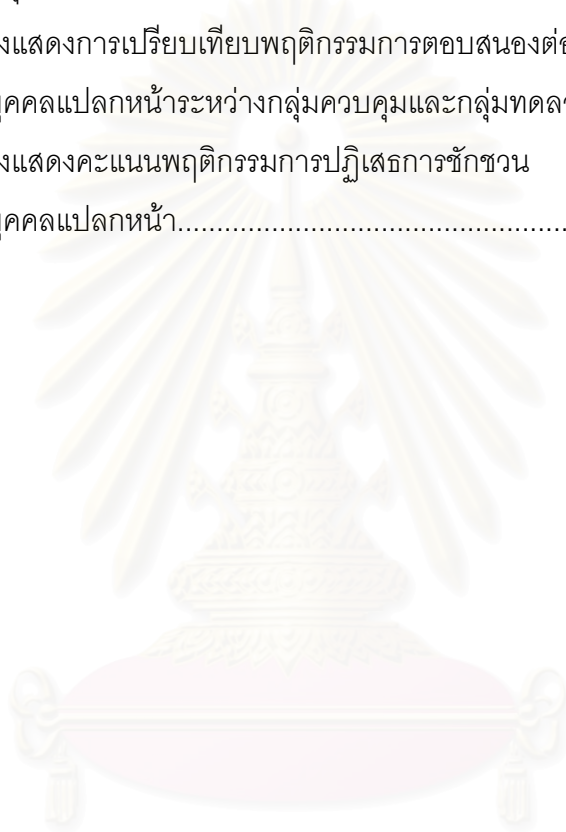 งแสดงการเปรียบเทียบพฤติกรรมการตอบสนองต่อ
บุคคลแปลกหน้าระหว่างกลุ่มควบคุมและกลุ่มทดล
งแสดงคะแนนพฤติกรรมการปฏิเสธการชักชวน
บุคคลแปลกหน้า..................................................